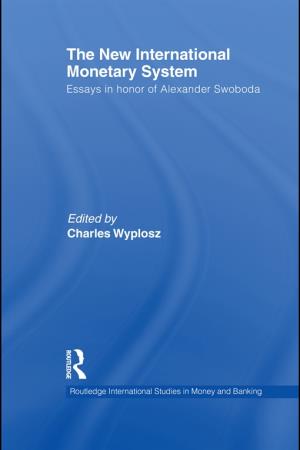 The New International
Monetary System
Essays in honor of Alexander Swoboda
Edited by
Charles Wyplosz
ROUTLEDGE
Routledge International Studies in Money and Banking